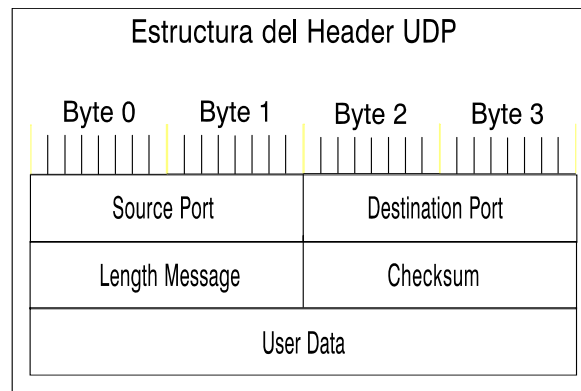 Estructura del Header UDP
Byte 0 Byte 1 Byte 2 Byte 3
Source Port Destination Port
Length Message Checksum
User Data